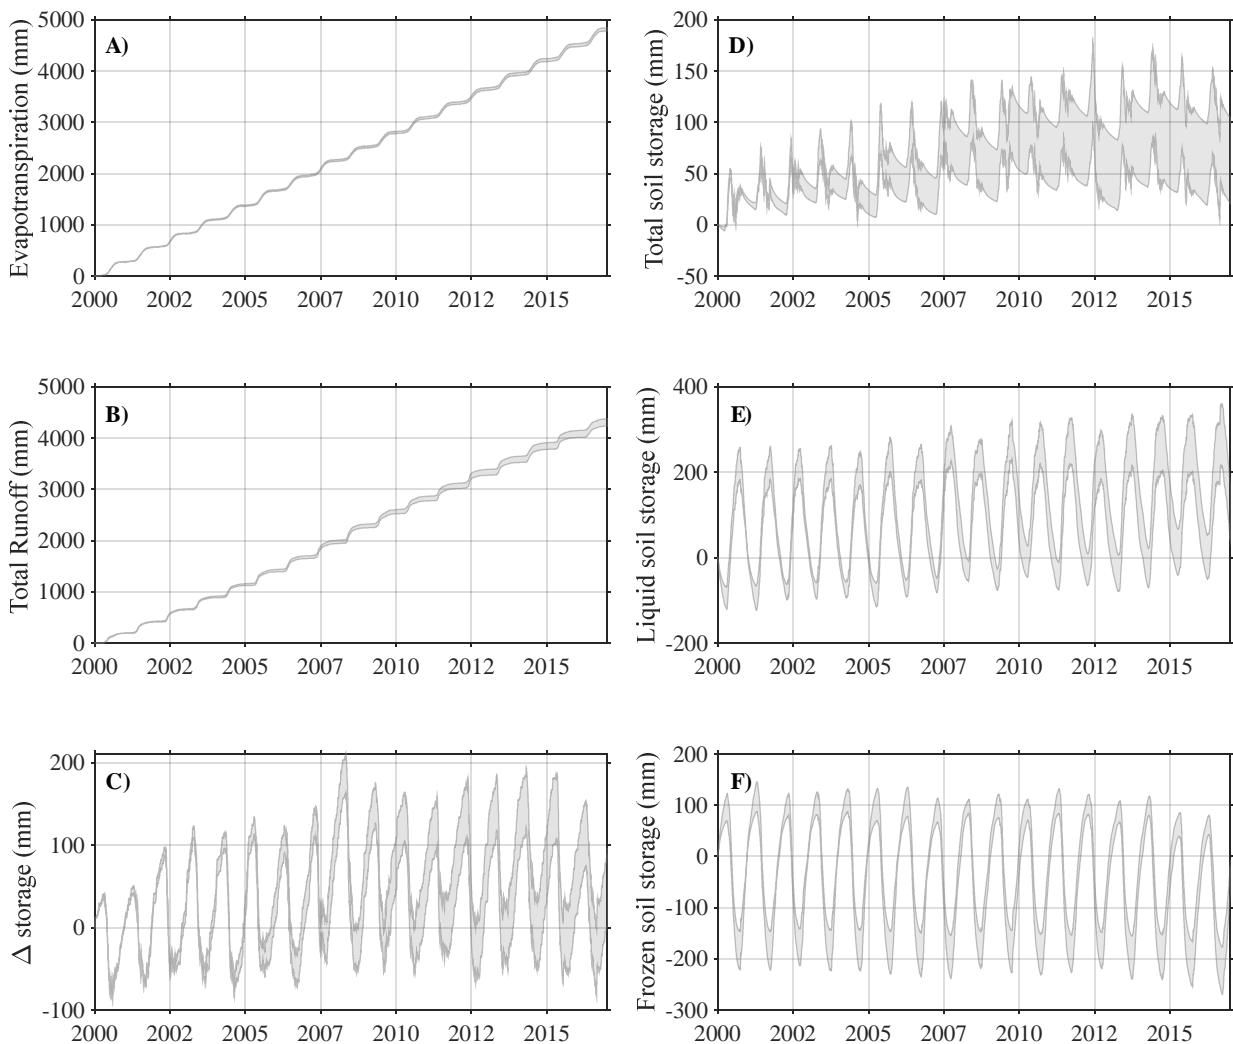 A)
Evapotranspiration (mm)
5000
4000
3000
2000
1000
0
2000 2002 2005 2007 2010 2012 2015
D)
Total soil storage (mm)
200
150
100
50
0
-50
2000 2002 2005 2007 2010 2012 2015
B)
Total Runoff (mm)
5000
4000
3000
2000
1000
0
2000 2002 2005 2007 2010 2012 2015
E)
Liquid soil storage (mm)
400
200
0
-200
2000 2002 2005 2007 2010 2012 2015
C)
Δ storage (mm)
200
100
0
-100
2000 2002 2005 2007 2010 2012 2015
F)
Frozen soil storage (mm)
200
100
0
-100
-200
-300
2000 2002 2005 2007 2010 2012 2015